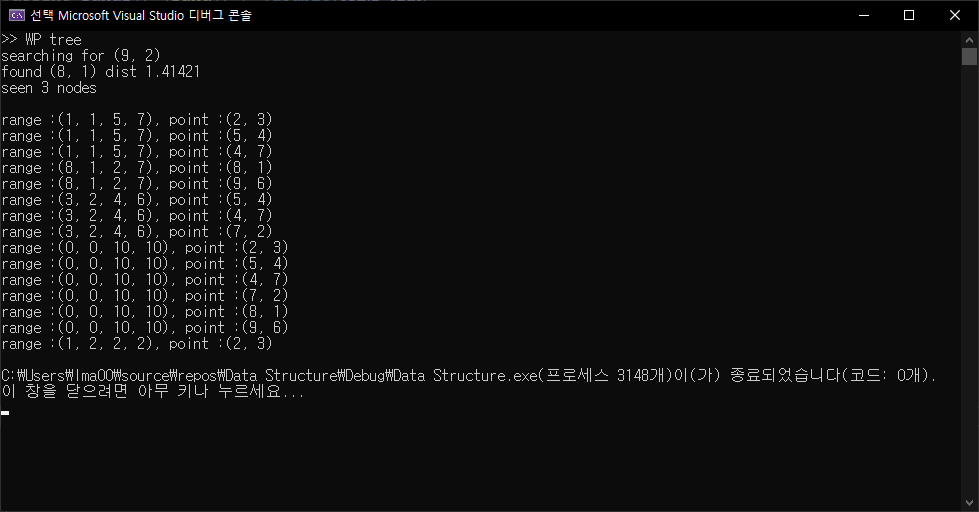 선택 Microsoft Visual Studio 디버그 콘솔
>> WP tree
searching for (9, 2)
found (8, 1) dist 1.41421
seen 3 nodes
range :(1, 1, 5, 7), point :(2, 3)
range :(1, 1, 5, 7), point :(5, 4)
range :(1, 1, 5, 7), point :(4, 7)
range :(8, 1, 2, 7), point :(8, 1)
range :(8, 1, 2, 7), point :(9, 6)
range :(3, 2, 4, 6), point :(5, 4)
range :(3, 2, 4, 6), point :(4, 7)
range :(3, 2, 4, 6), point :(7, 2)
range :(0, 0, 10, 10), point :(2, 3)
range :(0, 0, 10, 10), point :(5, 4)
range :(0, 0, 10, 10), point :(4, 7)
range :(0, 0, 10, 10), point :(7, 2)
range :(0, 0, 10, 10), point :(8, 1)
range :(0, 0, 10, 10), point :(9, 6)
range :(1, 2, 2, 2), point :(2, 3)
C:₩Users₩Ima00₩source₩repos₩Data Structure₩Debug₩Data Structure.exe(프로세스 3148개)이(가) 종료되었습니다(코드: 0개).
이 창을 닫으려면 아무 키나 누르세요...